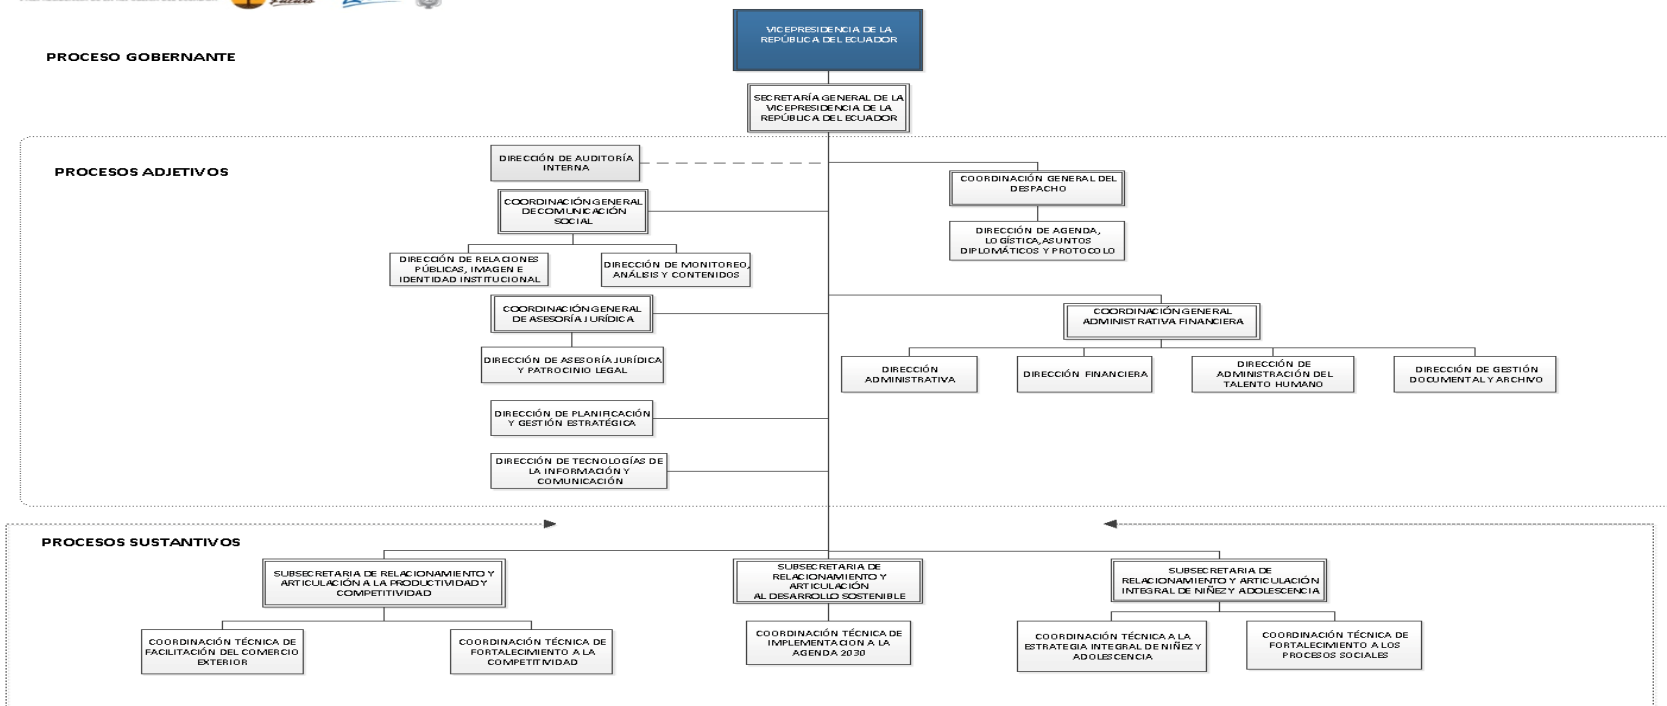 VICEPRESIDENCIA DE LA
REPÚBLICA DEL ECUADOR
PROCESO GOBERNANTE
SECRETARÍA GENERAL DE LA
VICEPRESIDENCIA DE LA
REPÚBLICA DEL ECUADOR
PROCESOS ADJETIVOS
DIRECCIÓN DE AUDITORÍA
INTERNA
COORDINACIÓN GENERAL DEL
DESPACHO
COORDINACIÓN GENERAL
DE COMUNICACIÓN
SOCIAL
DIRECCIÓN DE AGENDA,
LOGÍSTICA, ASUNTOS
DIPLOMÁTICOS Y PROTOCOLO
DIRECCIÓN DE RELACIONES
PÚBLICAS, IMAGEN E
IDENTIDAD INSTITUCIONAL
DIRECCIÓN DE MONITOREO,
ANÁLISIS Y CONTENIDOS
COORDINACIÓN GENERAL
DE ASESORÍA JURÍDICA
COORDINACIÓN GENERAL
ADMINISTRATIVA FINANCIERA
DIRECCIÓN DE ASESORÍA JURÍDICA
Y PATROCINIO LEGAL
DIRECCIÓN
ADMINISTRATIVA
DIRECCIÓN FINANCIERA
DIRECCIÓN DE
ADMINISTRACIÓN DEL
TALENTO HUMANO
DIRECCIÓN DE GESTIÓN
DOCUMENTAL Y ARCHIVO
DIRECCIÓN DE PLANIFICACIÓN
Y GESTIÓN ESTRATÉGICA
DIRECCIÓN DE TECNOLOGÍAS DE
LA INFORMACIÓN Y
COMUNICACIÓN
PROCESOS SUSTANTIVOS
SUBSECRETARIA DE RELACIONAMIENTO Y
ARTICULACIÓN A LA PRODUCTIVIDAD Y
COMPETITIVIDAD
SUBSECRETARIA DE
RELACIONAMIENTO Y
ARTICULACIÓN
AL DESARROLLO SOSTENIBLE
SUBSECRETARIA DE
RELACIONAMIENTO Y ARTICULACIÓN
INTEGRAL DE NIÑEZ Y ADOLESCENCIA
COORDINACIÓN TÉCNICA DE
FACILITACIÓN DEL COMERCIO
EXTERIOR
COORDINACIÓN TÉCNICA DE
FORTALECIMIENTO A LA
COMPETITIVIDAD
COORDINACIÓN TÉCNICA DE
IMPLEMENTACION A LA
AGENDA 2030
COORDINACIÓN TÉCNICA A LA
ESTRATEGIA INTEGRAL DE NIÑEZ Y
ADOLESCENCIA
COORDINACIÓN TÉCNICA DE
FORTALECIMIENTO A LOS
PROCESOS SOCIALES